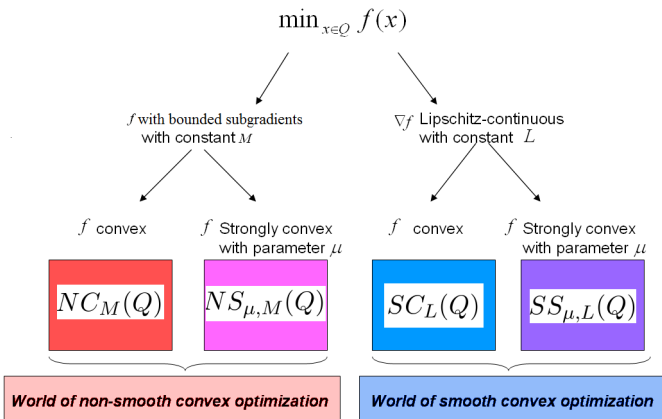 min x∈Q f(x)
f with bounded subgradients
with constant M
∇f Lipschitz-continuous
with constant L
f convex
f Strongly convex
with parameter μ
f convex
f Strongly convex
with parameter μ
NC_M(Q)
NS_{μ,M}(Q)
SC_L(Q)
SS_{μ,L}(Q)
World of non-smooth convex optimization
World of smooth convex optimization